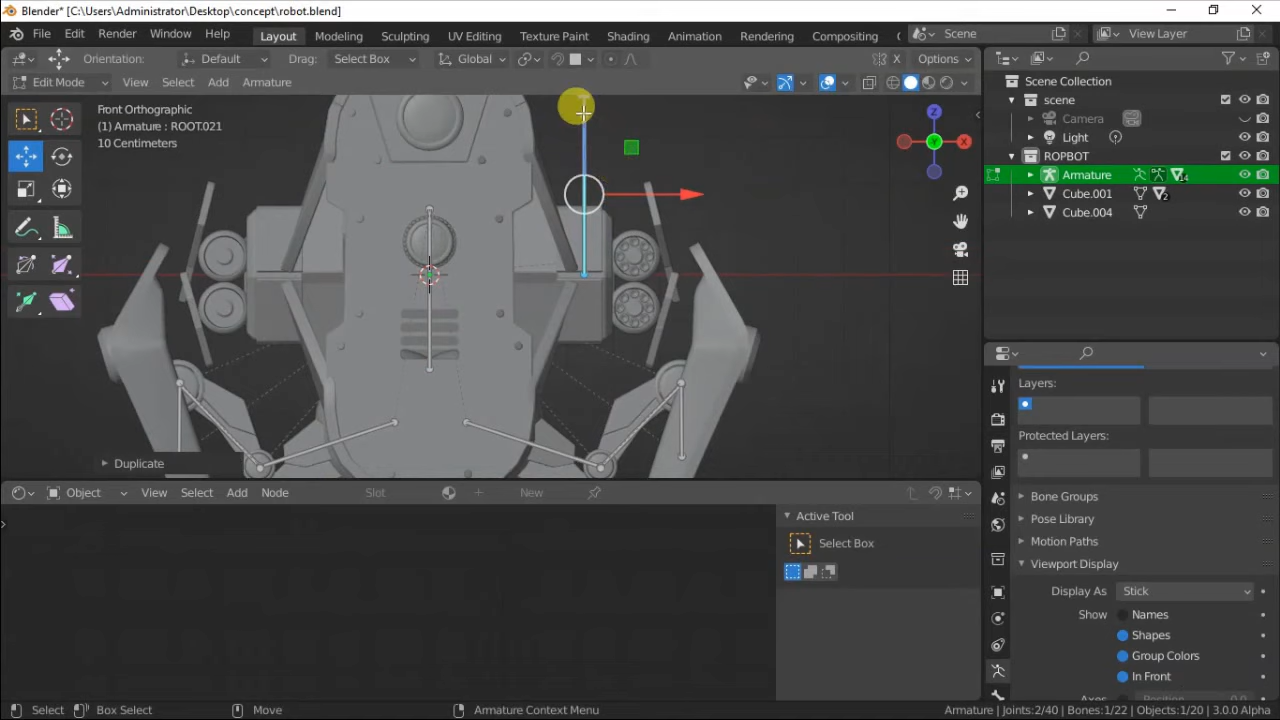 Blender* [C:\Users\Administrator\Desktop\concept\robot.blend]
File Edit Render Window Help Layout Modeling Sculpting UV Editing Texture Paint Shading Animation Rendering Compositing Scene View Layer
Orientation: Default Drag: Select Box Global Options
Edit Mode View Select Add Armature
Front Orthographic
(1) Armature : ROOT.021
10 Centimeters
Z
X
Y
Duplicate
Scene Collection
scene
Camera
Light
ROPBOT
Armature
Cube.001 2
Cube.004
Layers:
Protected Layers:
Bone Groups
Pose Library
Motion Paths
Viewport Display
Display As Stick
Show Names
Shapes
Group Colors
In Front
Axes Position 0.0
Object View Select Add Node Slot New
Active Tool
Select Box
Select Box Select Move Armature Context Menu Armature | Joints:2/40 | Bones:1/22 | Objects:1/20 | 3.0.0 Alpha